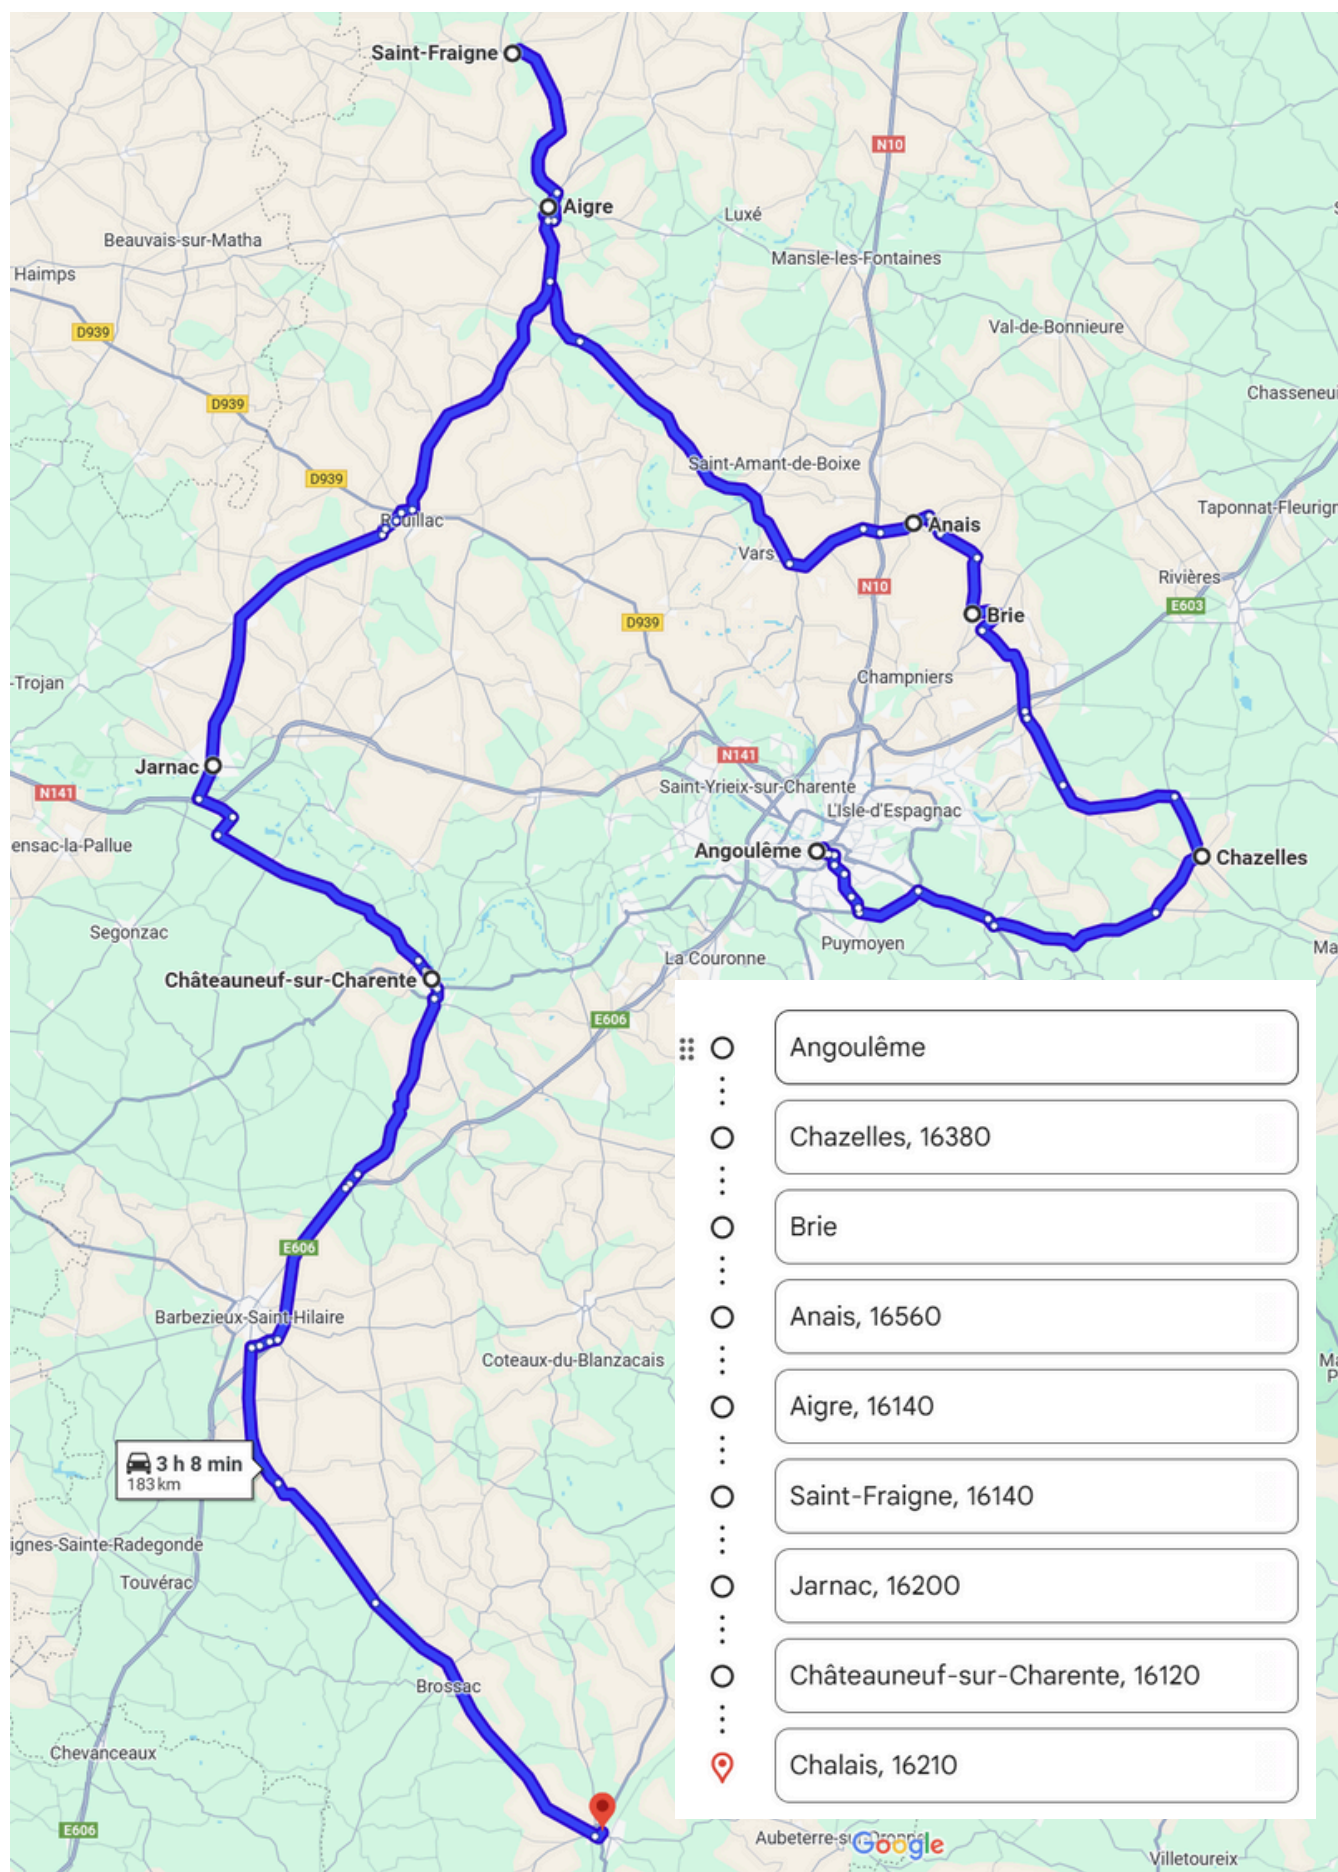 Saint-Fraigne
N10
Aigre
Luxé
Beauvais-sur-Matha
Mansle-les-Fontaines
Haimps
D939
Val-de-Bonnieure
D939
Saint-Amant-de-Boixe
D939
Rouillac
Anais
Vars
Rivières
N10
E603
Brie
D939
Champniers
-Trojan
N141
Jarnac
Saint-Yrieix-sur-Charente
N141
L'Isle-d'Espagnac
ensac-la-Pallue
Angoulême
Chazelles
Segonzac
Puymoyen
La Couronne
Châteauneuf-sur-Charente
E606
Angoulême
Chazelles, 16380
Brie
Anais, 16560
Aigre, 16140
Saint-Fraigne, 16140
Jarnac, 16200
Châteauneuf-sur-Charente, 16120
Chalais, 16210
E606
Barbezieux-Saint-Hilaire
Coteaux-du-Blanzacais
3 h 8 min
183 km
ignes-Sainte-Radegonde
Touvérac
Brossac
Chevanceaux
E606
Google
Villetoureix